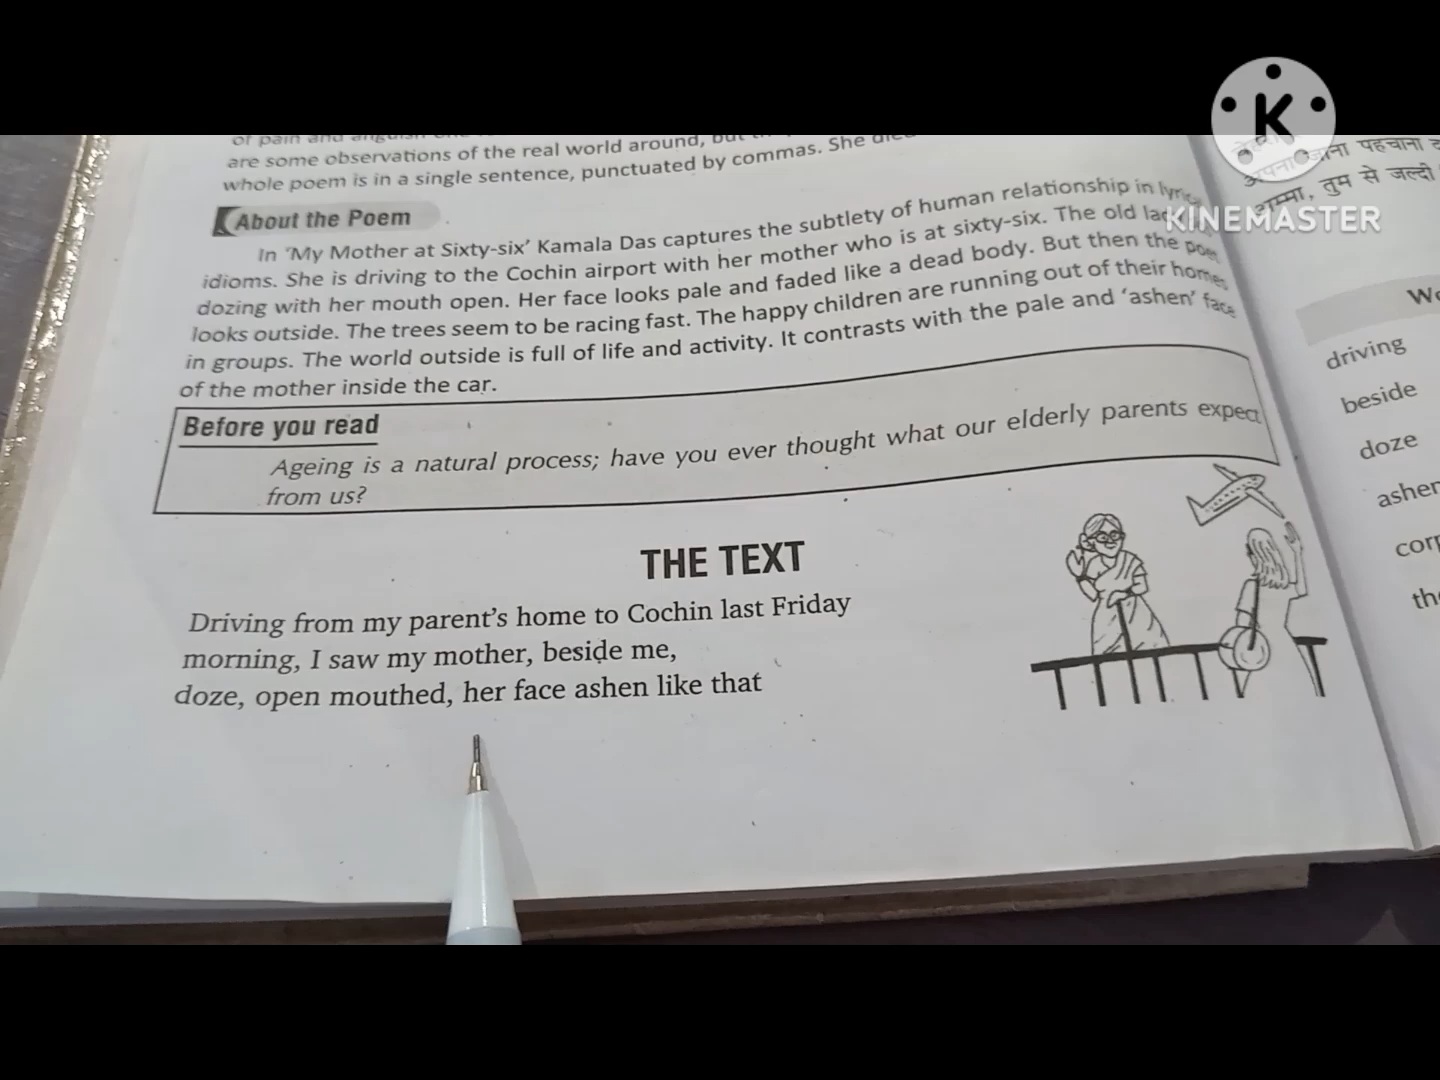 are some observations of the real world around, but
whole poem is in a single sentence, punctuated by commas. She died
About the Poem
In 'My Mother at Sixty-six' Kamala Das captures the subtlety of human relationship in
idioms. She is driving to the Cochin airport with her mother who is at sixty-six. The old
dozing with her mouth open. Her face looks pale and faded like a dead body. But then the poet
looks outside. The trees seem to be racing fast. The happy children are running out of their homes
in groups. The world outside is full of life and activity. It contrasts with the pale and 'ashen' face
of the mother inside the car.
Before you read
Ageing is a natural process; have you ever thought what our elderly parents expect
from us?
THE TEXT
Driving from my parent's home to Cochin last Friday
morning, I saw my mother, beside me,
doze, open mouthed, her face ashen like that
K
KINEMASTER
जाना पहचाना
अम्मा, तुम से जल्दी
driving
beside
doze
ashen